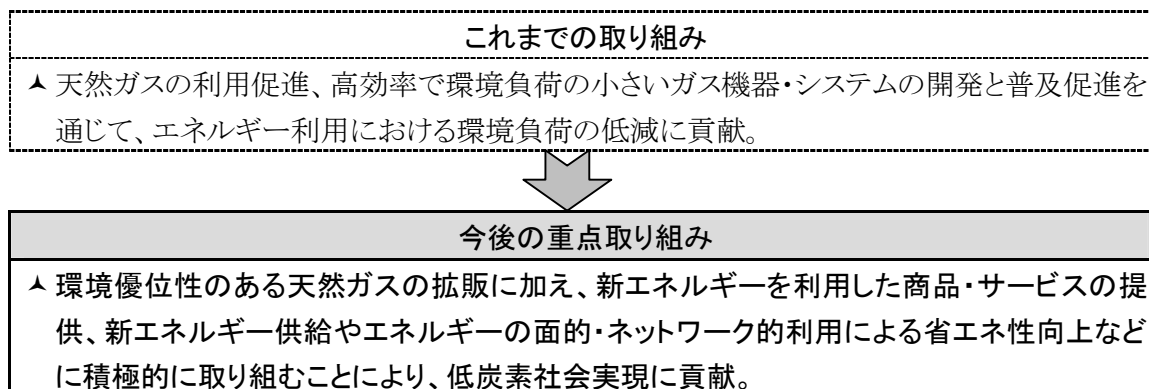 これまでの取り組み
天然ガスの利用促進、高効率で環境負荷の小さいガス機器・システムの開発と普及促進を
通じて、エネルギー利用における環境負荷の低減に貢献。
今後の重点取り組み
環境優位性のある天然ガスの拡販に加え、新エネルギーを利用した商品・サービスの提
供、新エネルギー供給やエネルギーの面的・ネットワーク的利用による省エネ性向上など
に積極的に取り組むことにより、低炭素社会実現に貢献。